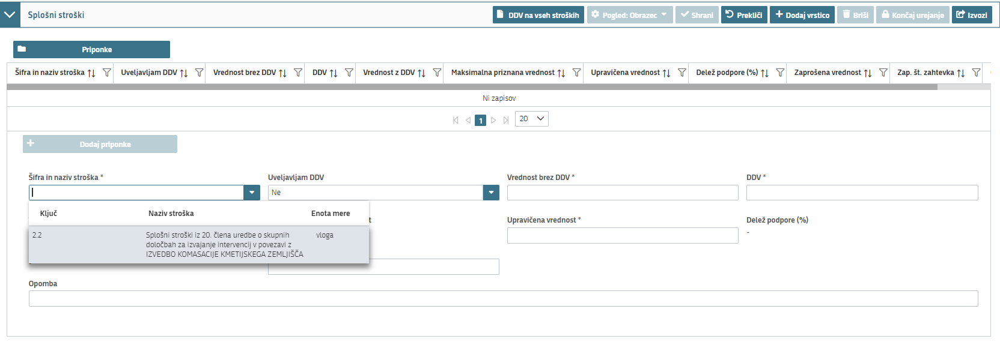 Splošni stroški
DDV na vseh stroških
Pogled: Obrazec
Shrani
Prekliči
Dodaj vrstico
Briši
Končaj urejanje
Izvozi
Priponke
Šifra in naziv stroška
Uveljavljam DDV
Vrednost brez DDV
DDV
Vrednost z DDV
Maksimalna priznana vrednost
Upravičena vrednost
Delež podpore (%)
Zaprošena vrednost
Zap. št. zahtevka
Ni zapisov
1
20
Dodaj priponke
Šifra in naziv stroška *
Uveljavljam DDV
Vrednost brez DDV *
DDV *
Ne
Ključ
Naziv stroška
Enota mere
2.2
Splošni stroški iz 20. člena uredbe o skupnih
določbah za izvajanje intervencij v povezavi z
IZVEDBO KOMASACIJE KMETIJSKEGA ZEMLJIŠČA
vloga
Upravičena vrednost *
Delež podpore (%)
-
Opomba